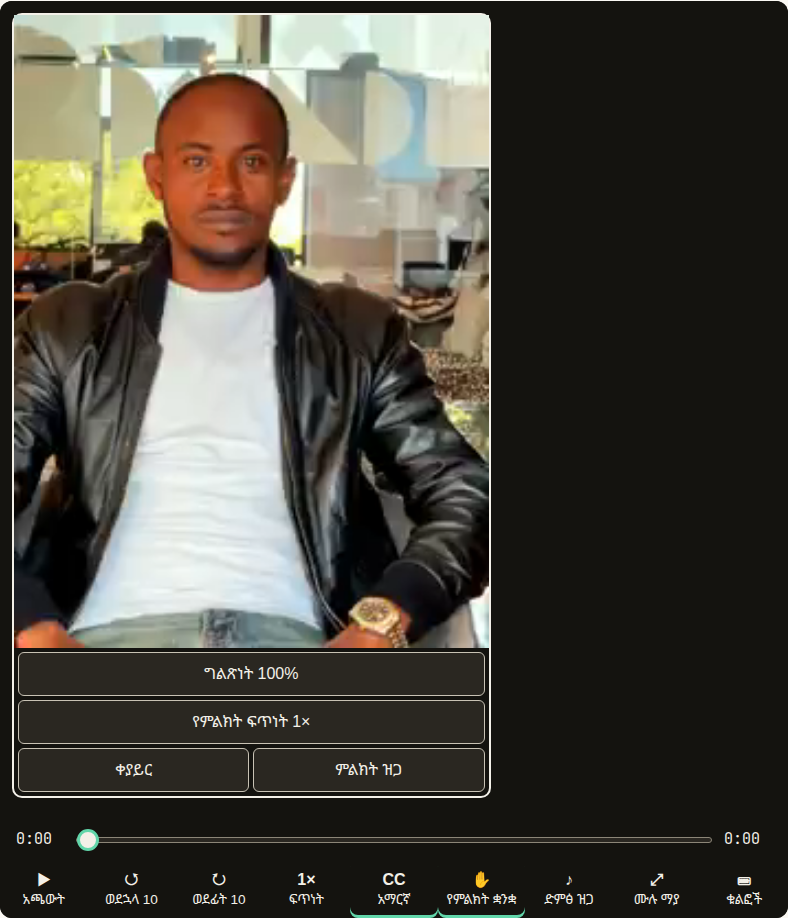 ግልጽነት 100%
የምልክት ፍጥነት 1×
ቀያይር
ምልክት ዝጋ
0:00
0:00
አጫውት
ወደኋላ 10
ወደፊት 10
1×
ፍጥነት
CC
አማርኛ
የምልክት ቋንቋ
ድምፅ ዝጋ
ሙሉ ማያ
ቁልፎች